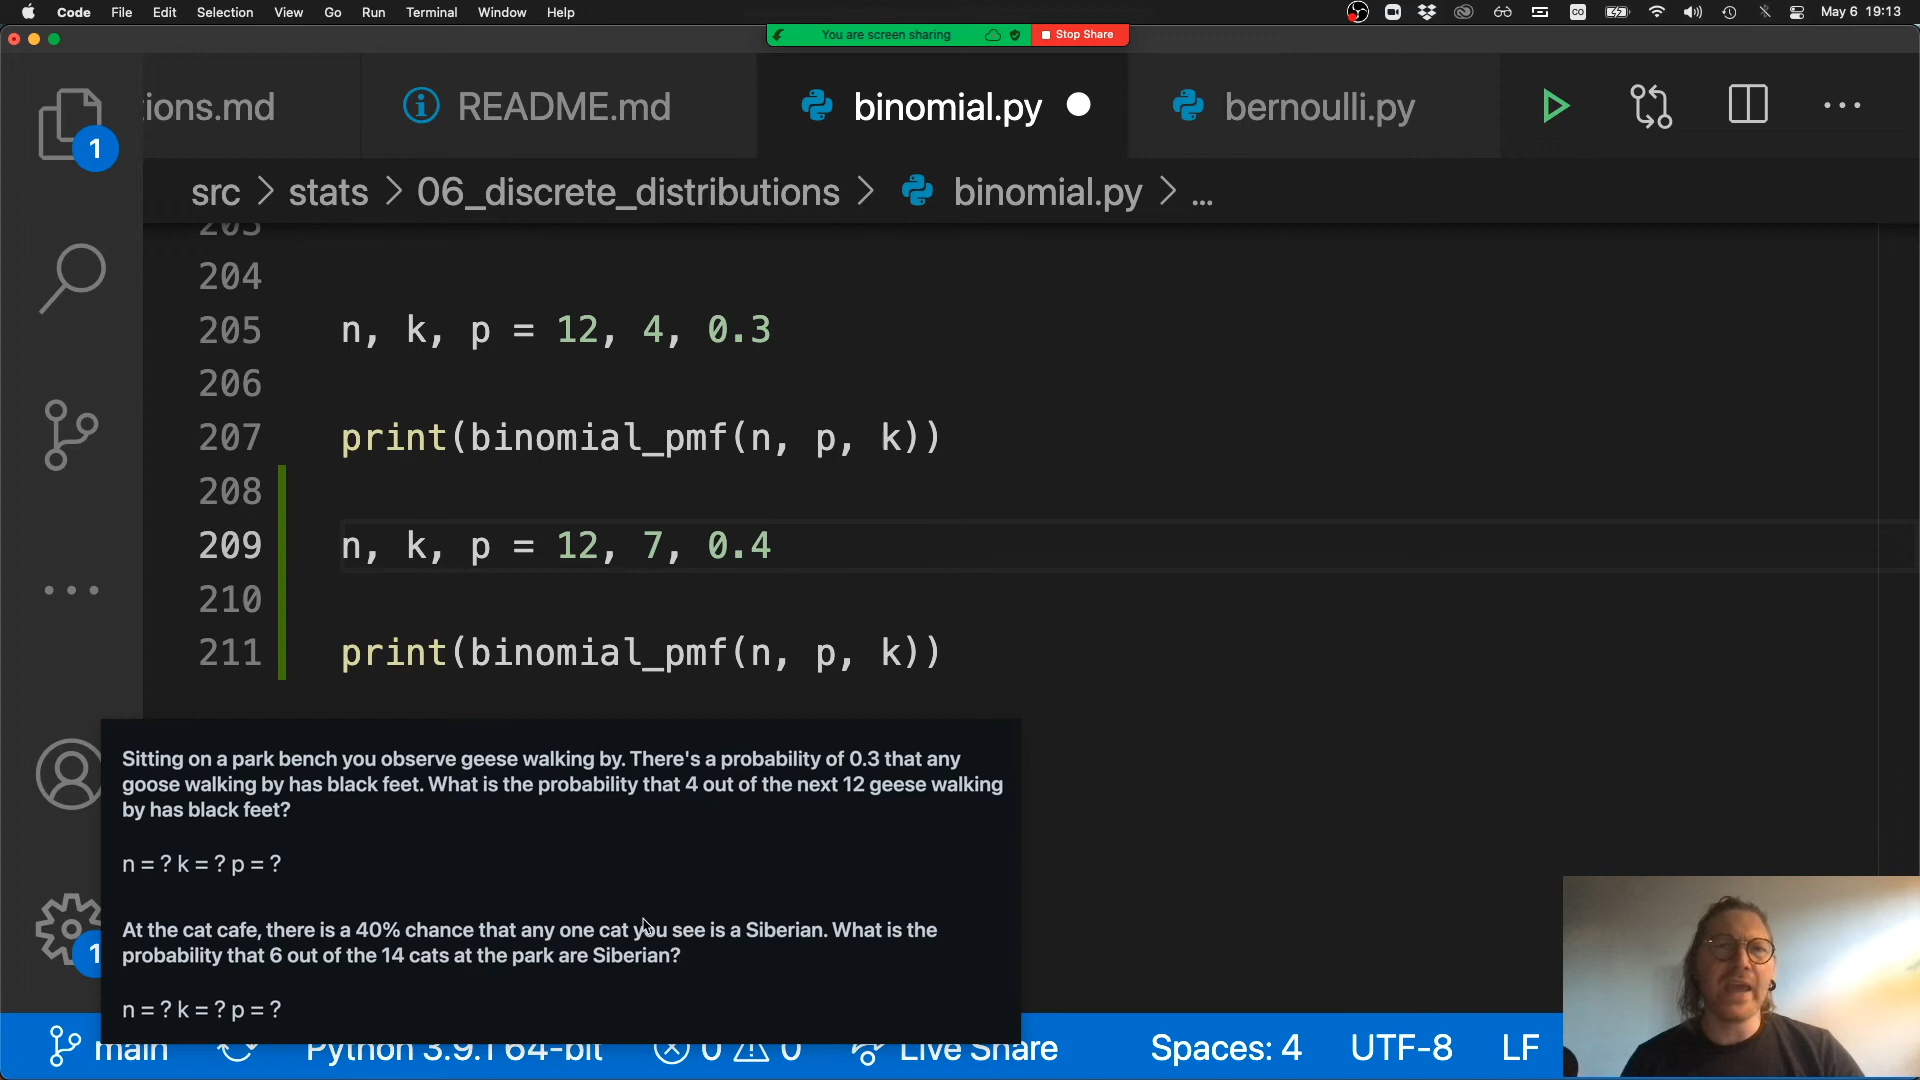 Code File Edit Selection View Go Run Terminal Window Help May 6 19:13
You are screen sharing Stop Share
ions.md README.md binomial.py bernoulli.py
1
src > stats > 06_discrete_distributions > binomial.py > ...
203
204
205 n, k, p = 12, 4, 0.3
206
207 print(binomial_pmf(n, p, k))
208
209 n, k, p = 12, 7, 0.4
210
211 print(binomial_pmf(n, p, k))
Sitting on a park bench you observe geese walking by. There's a probability of 0.3 that any
goose walking by has black feet. What is the probability that 4 out of the next 12 geese walking
by has black feet?
n = ? k = ? p = ?
At the cat cafe, there is a 40% chance that any one cat you see is a Siberian. What is the
probability that 6 out of the 14 cats at the park are Siberian?
1
n = ? k = ? p = ?
main Python 3.9.1 64-bit 0 0 Live Share Spaces: 4 UTF-8 LF